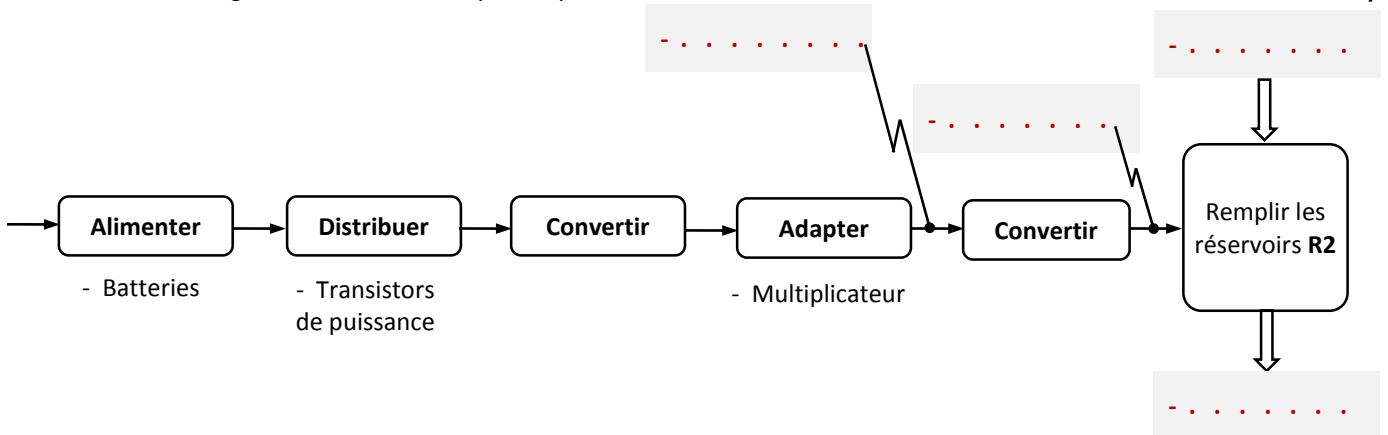 - . . . . . . . .
- . . . . . . .
- . . . . . . .
Alimenter
Distribuer
Convertir
Adapter
Convertir
Remplir les
réservoirs R2
- Batteries
- Transistors
de puissance
- Multiplicateur
- . . . . . . .